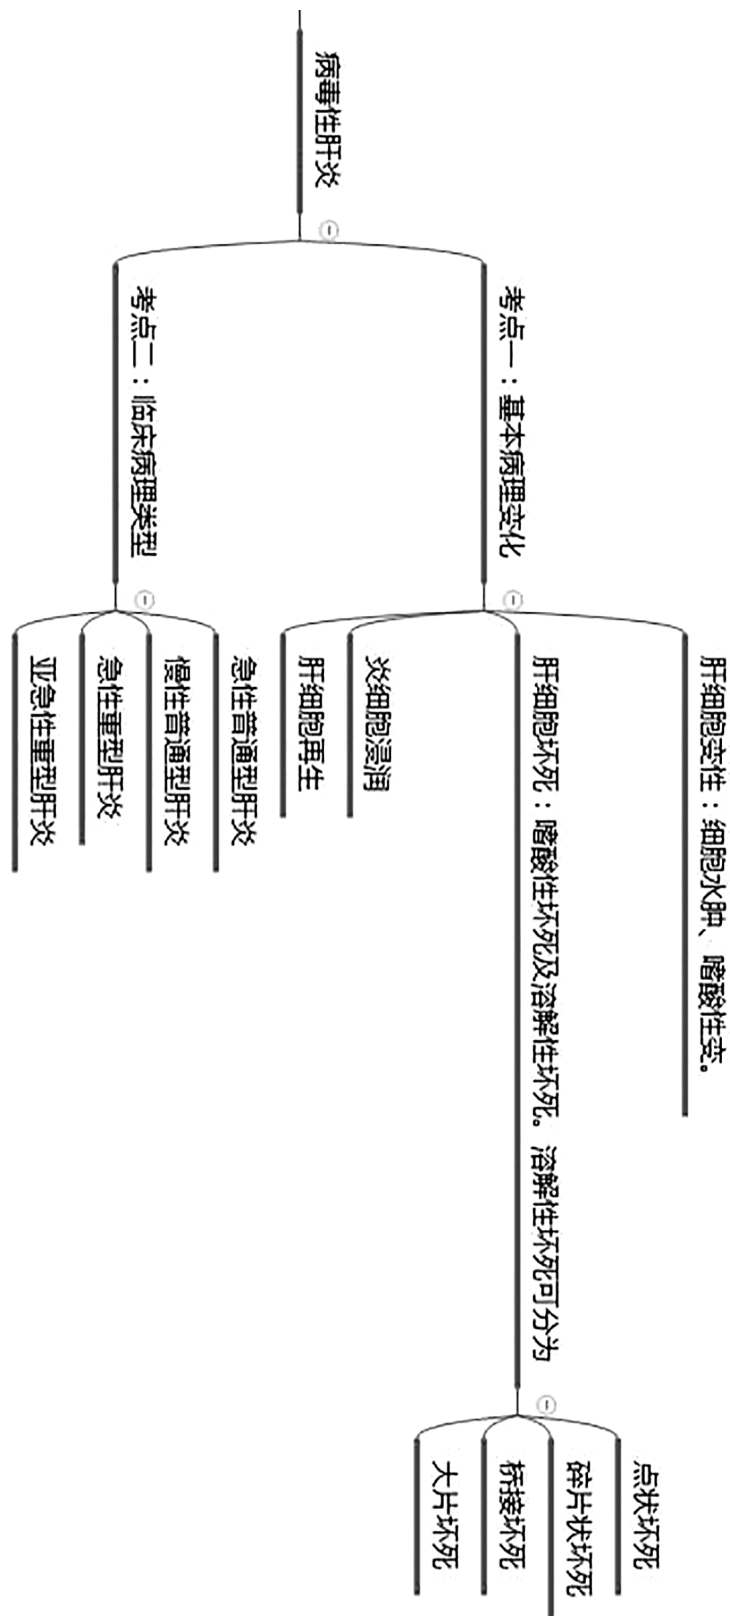 病毒性肝炎
考点一：基本病理变化
肝细胞变性：细胞水肿、嗜酸性变。
肝细胞坏死：嗜酸性坏死及溶解性坏死。溶解性坏死可分为
点状坏死
碎片状坏死
桥接坏死
大片坏死
炎细胞浸润
肝细胞再生
考点二：临床病理类型
急性普通型肝炎
慢性普通型肝炎
急性重型肝炎
亚急性重型肝炎